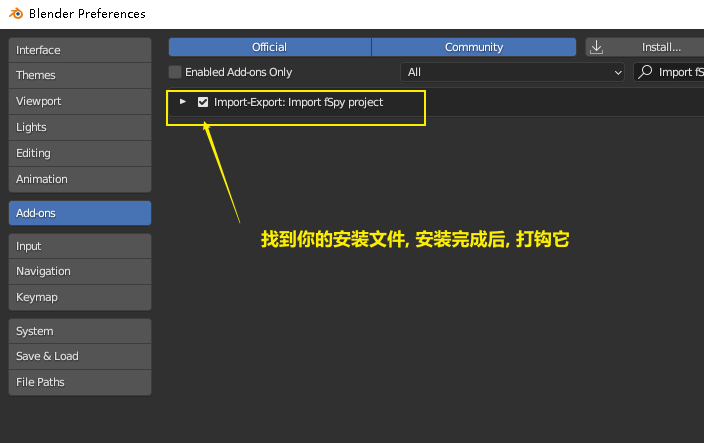 Blender Preferences
Interface
Themes
Viewport
Lights
Editing
Animation
Add-ons
Input
Navigation
Keymap
System
Save & Load
File Paths
Official
Community
Install...
Enabled Add-ons Only
All
Import fS
Import-Export: Import fSpy project
找到你的安装文件, 安装完成后, 打钩它